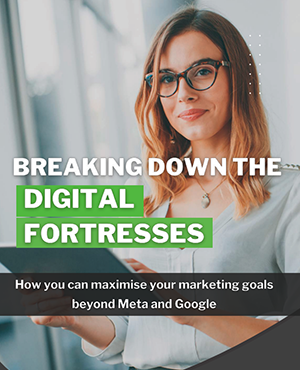 BREAKING DOWN THE
DIGITAL
FORTRESSES
How you can maximise your marketing goals
beyond Meta and Google